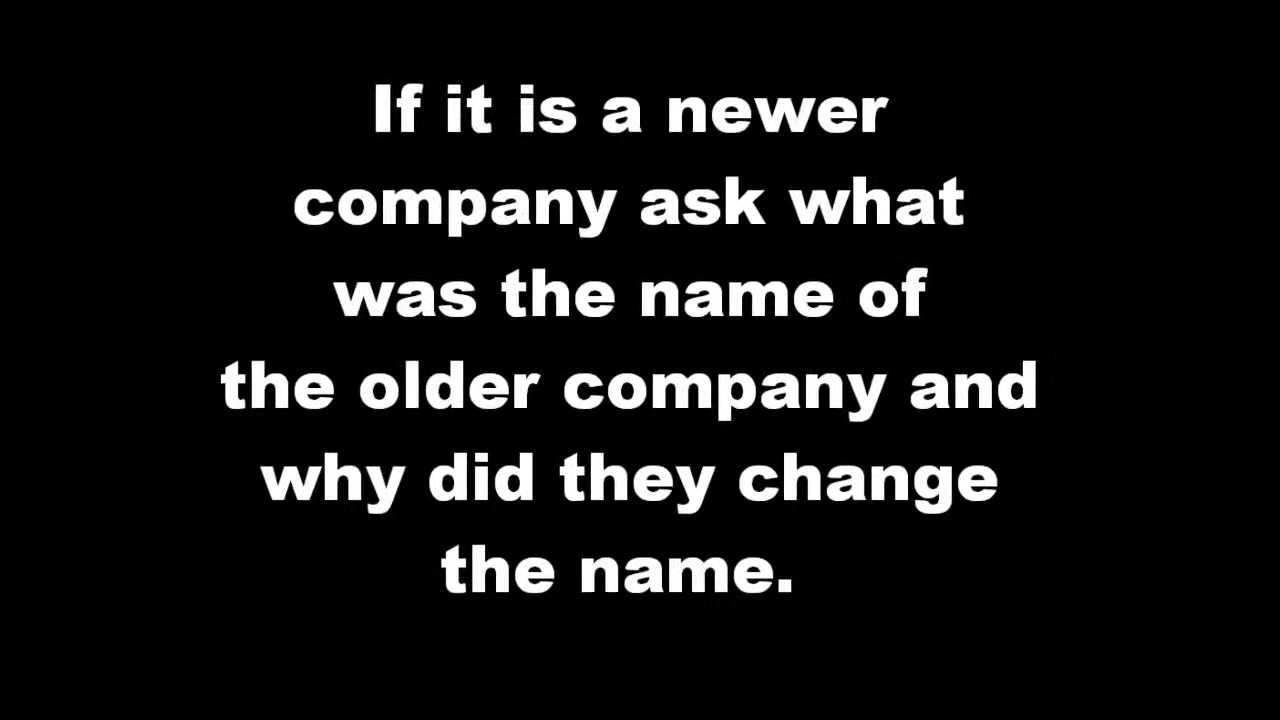 If it is a newer
company ask what
was the name of
the older company and
why did they change
the name.